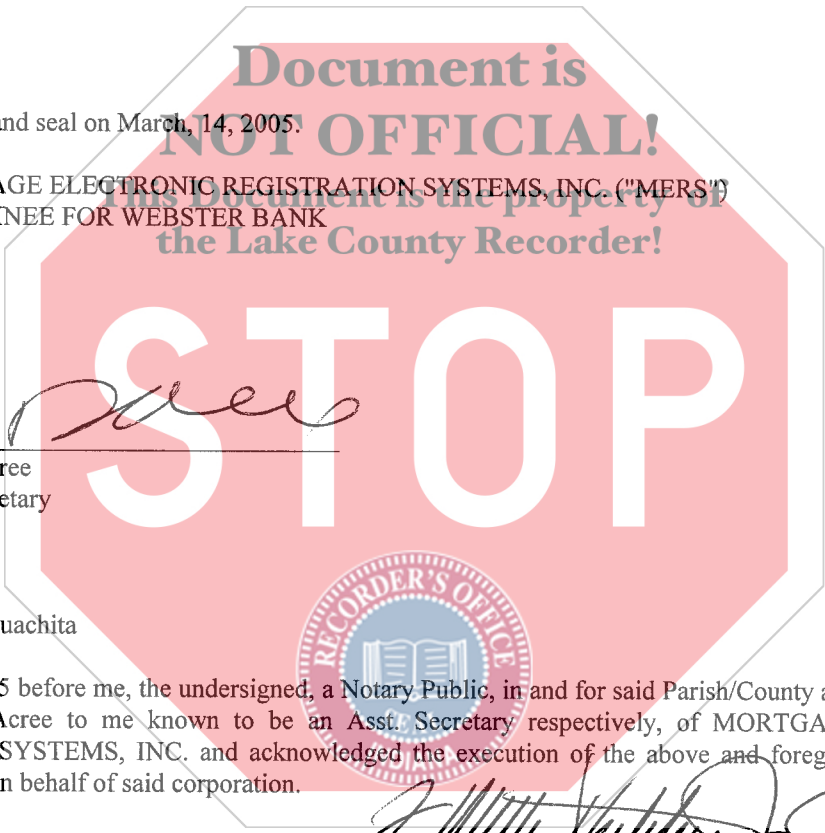 Document is
NOT OFFICIAL!
This Document is the property of
the Lake County Recorder!
STOP
RECORDER'S OFFICE
INDIANA
nd seal on March, 14, 2005.
AGE ELECTRONIC REGISTRATION SYSTEMS, INC. ("MERS")
INEE FOR WEBSTER BANK
ree
etary
uachita
5 before me, the undersigned, a Notary Public, in and for said Parish/County a
Acree to me known to be an Asst. Secretary respectively, of MORTGA
SYSTEMS, INC. and acknowledged the execution of the above and foreg
n behalf of said corporation.